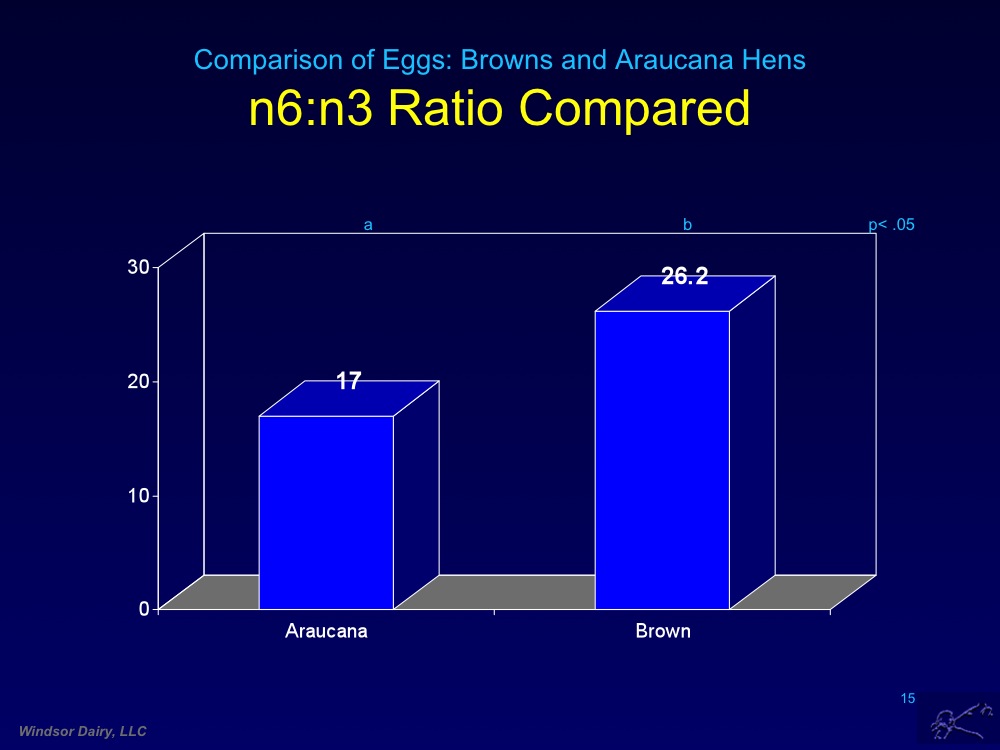 Comparison of Eggs: Browns and Araucana Hens
n6:n3 Ratio Compared
a b p< .05
30
26.2
20
17
10
0
Araucana Brown
15
Windsor Dairy, LLC